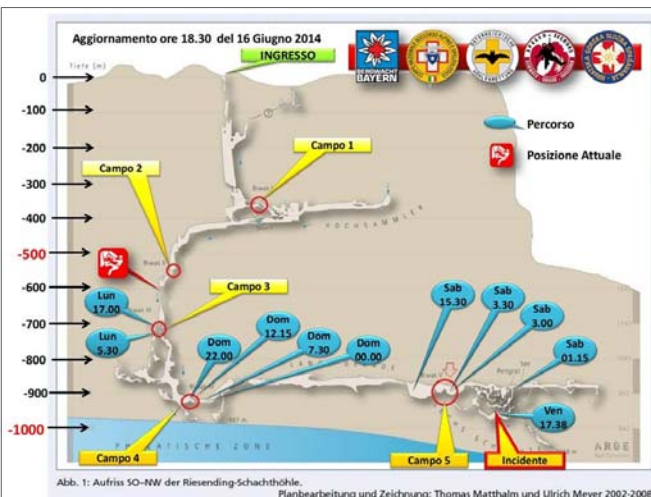 Aggiornamento ore 18.30 del 16 Giugno 2014
INGRESSO
BERGWACHT
BAYERN
Tiefe [m]
0
-100
-200
-300
-400
-500
-600
-700
-800
-900
-1000
Percorso
Posizione Attuale
Campo 1
Campo 2
Campo 3
HOCHSAMMLER
Lun
17.00
Lun
5.30
Dom
22.00
Dom
12.15
Dom
7.30
Dom
00.00
Sab
15.30
Sab
3.30
Sab
3.00
Sab
01.15
Ven
17.38
Campo 4
Campo 5
Incidente
PHREATISCHE ZONE
ARGE
Abb. 1: Aufriss SO–NW der Riesending-Schachthöhle.
Planbearbeitung und Zeichnung: Thomas Matthalm und Ulrich Meyer 2002-2008